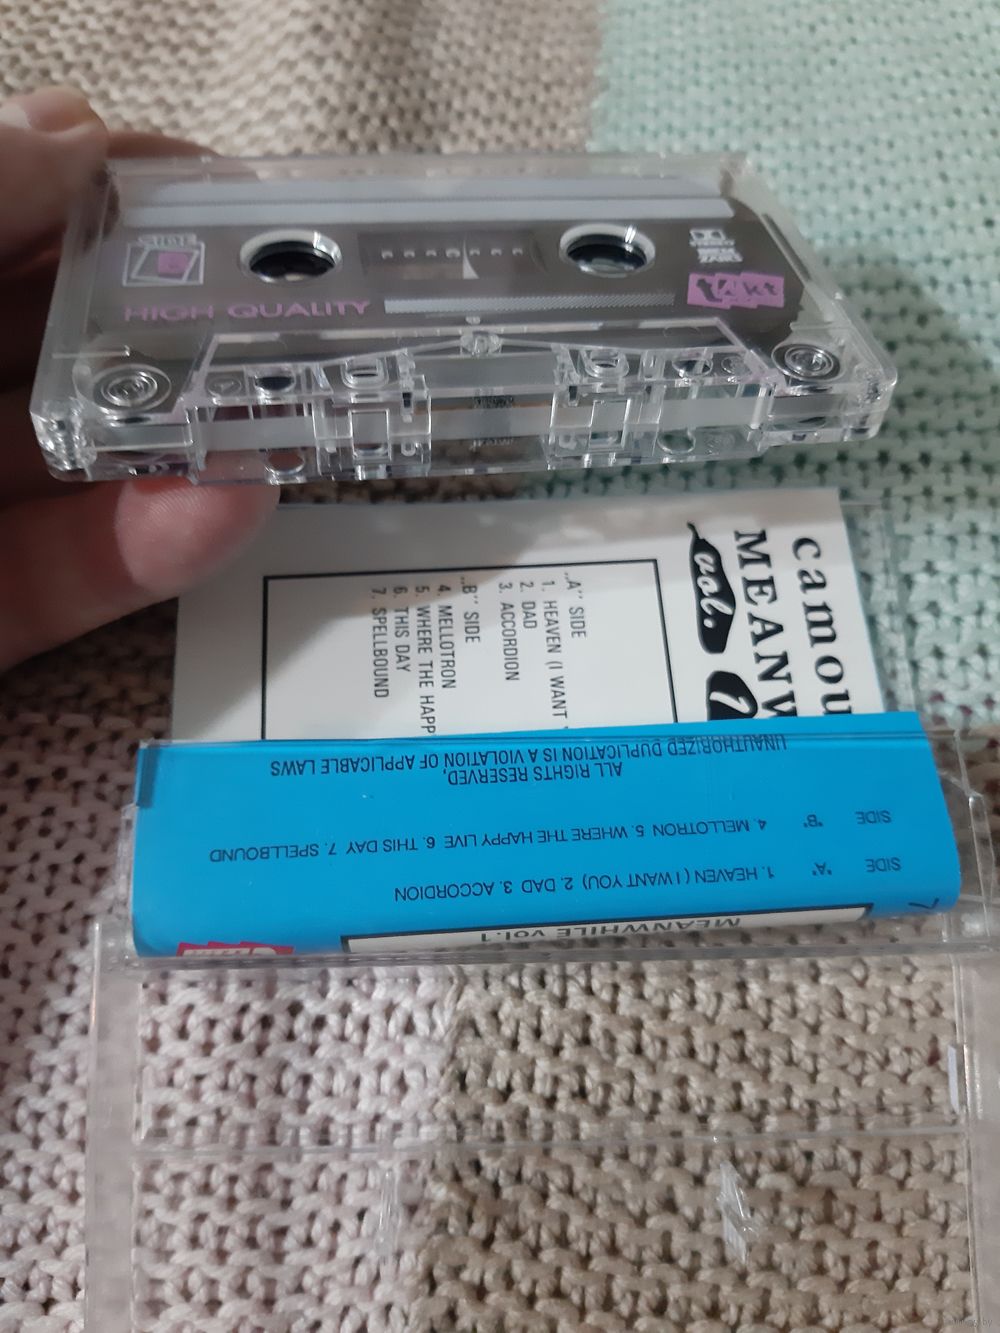 SIDE
B
HIGH QUALITY
takt
camou
MEANW
vol.
„A" SIDE
1. HEAVEN (I WANT
2. DAD
3. ACCORDION
„B" SIDE
4. MELLOTRON
5. WHERE THE HAPP
6. THIS DAY
7. SPELLBOUND
MEANWHILE vol.1
SIDE "A" 1. HEAVEN (I WANT YOU) 2. DAD 3. ACCORDION
SIDE "B" 4. MELLOTRON 5. WHERE THE HAPPY LIVE 6. THIS DAY 7. SPELLBOUND
ALL RIGHTS RESERVED,
UNAUTHORIZED DUPLICATION IS A VIOLATION OF APPLICABLE LAWS